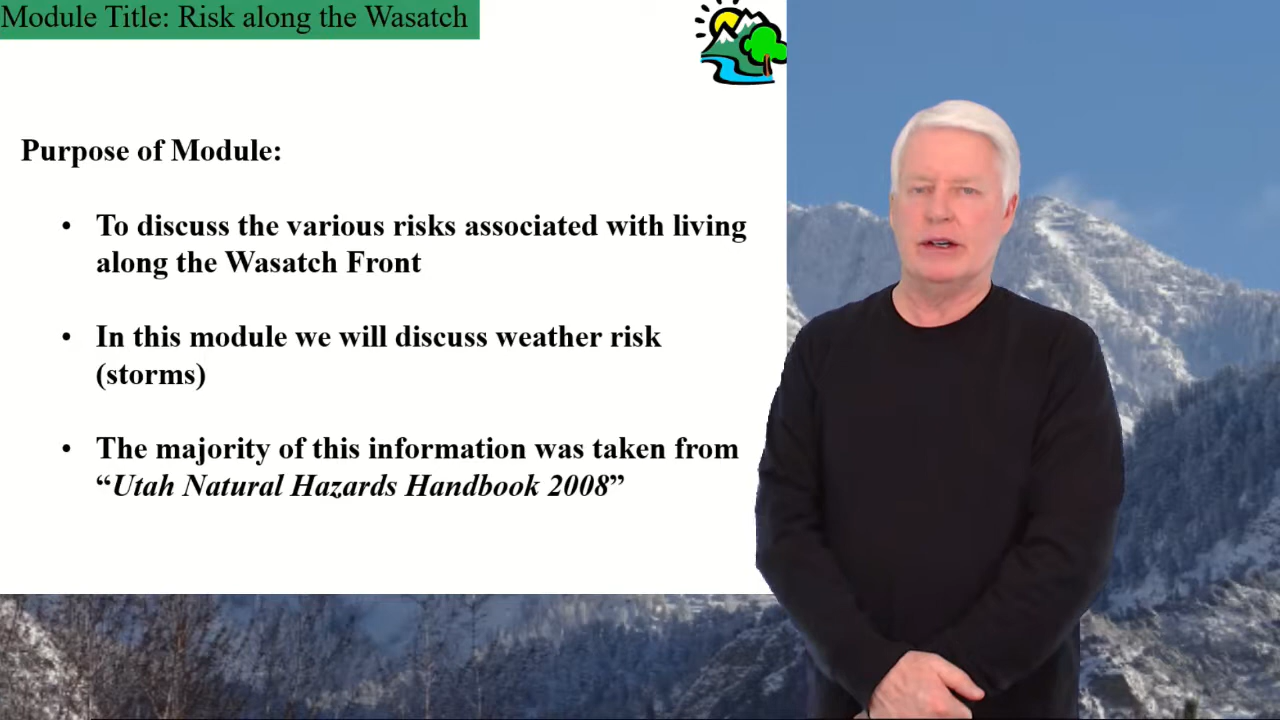 Module Title: Risk along the Wasatch
Purpose of Module:
• To discuss the various risks associated with living
along the Wasatch Front
• In this module we will discuss weather risk
(storms)
• The majority of this information was taken from
“Utah Natural Hazards Handbook 2008”